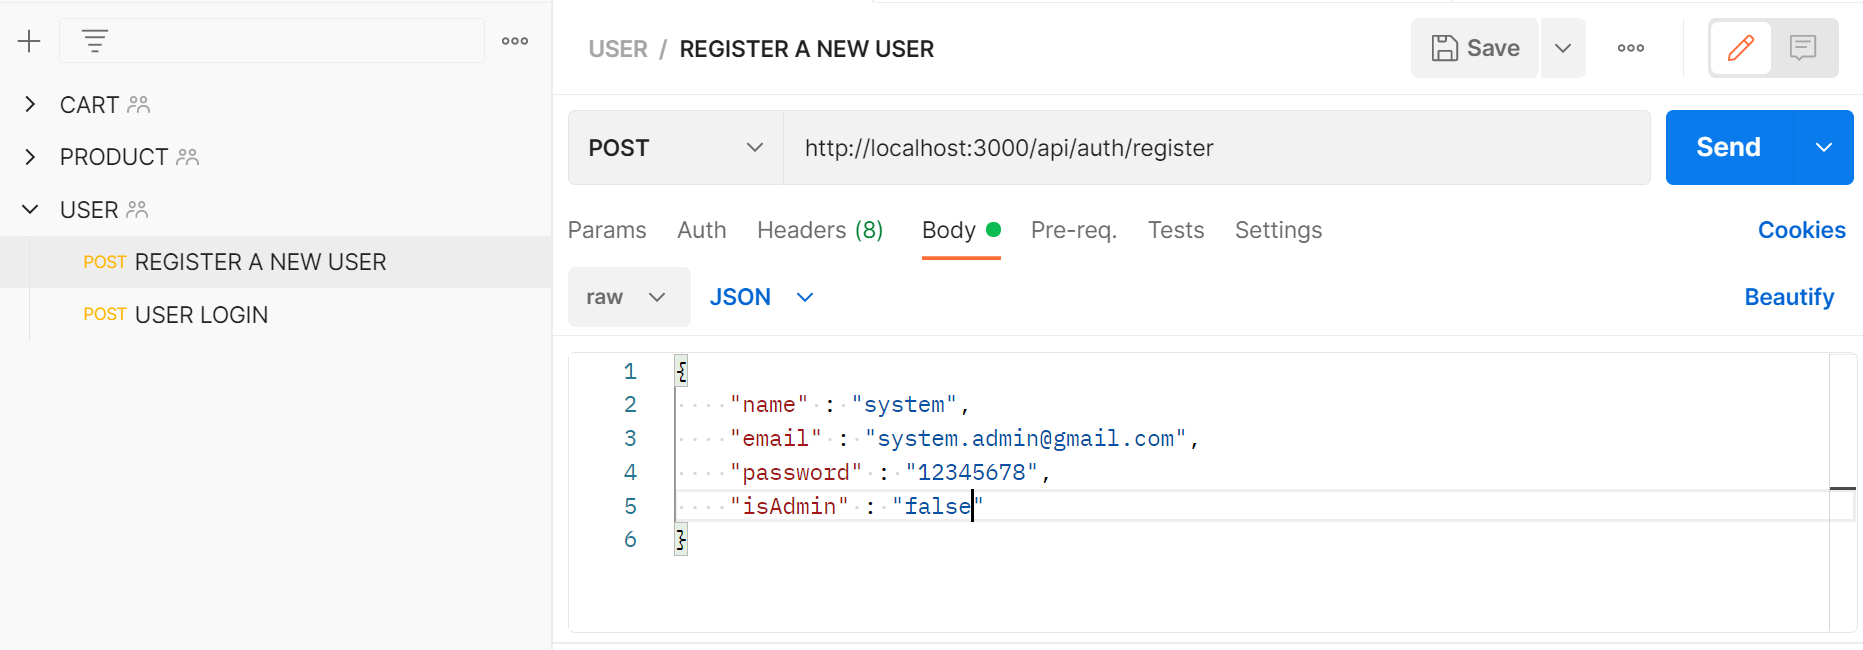 CART
PRODUCT
USER
POST REGISTER A NEW USER
POST USER LOGIN
USER / REGISTER A NEW USER
Save
POST http://localhost:3000/api/auth/register Send
Params Auth Headers (8) Body Pre-req. Tests Settings Cookies
raw JSON Beautify
1 {
2 "name" : "system",
3 "email" : "system.admin@gmail.com",
4 "password" : "12345678",
5 "isAdmin" : "false"
6 }